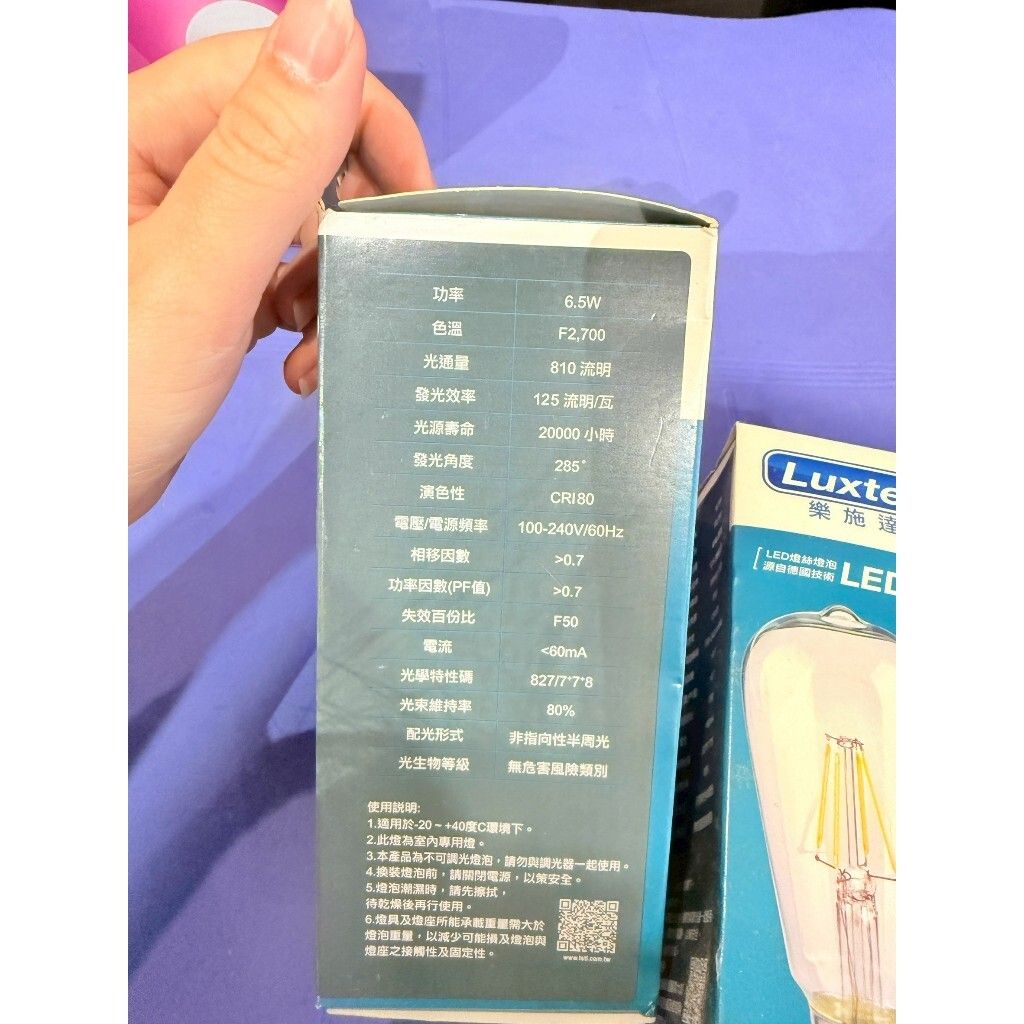 功率 6.5W
色溫 F2,700
光通量 810 流明
發光效率 125 流明/瓦
光源壽命 20000 小時
發光角度 285°
演色性 CRI80
電壓/電源頻率 100-240V/60Hz
相移因數 >0.7
功率因數(PF值) >0.7
失效百份比 F50
電流 <60mA
光學特性碼 827/7*7*8
光束維持率 80%
配光形式 非指向性半周光
光生物等級 無危害風險類別
使用説明:
1.適用於-20~+40度C環境下。
2.此燈為室內專用燈。
3.本產品為不可調光燈泡，請勿與調光器一起使用。
4.換裝燈泡前，請關閉電源，以策安全。
5.燈泡潮濕時，請先擦拭，
待乾燥後再行使用。
6.燈具及燈座所能承載重量需大於
燈泡重量，以減少可能損及燈泡與
燈座之接觸性及固定性。
Luxte
樂施達
LED燈絲燈泡
源自德國技術
LED